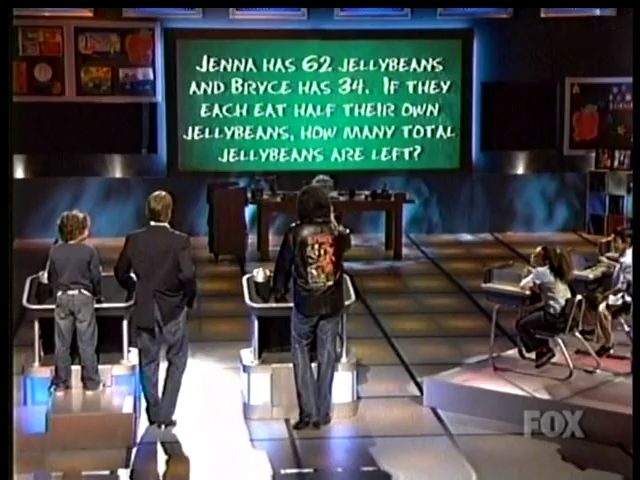 JENNA HAS 62 JELLYBEANS
AND BRYCE HAS 34. IF THEY
EACH EAT HALF THEIR OWN
JELLYBEANS, HOW MANY TOTAL
JELLYBEANS ARE LEFT?
FOX